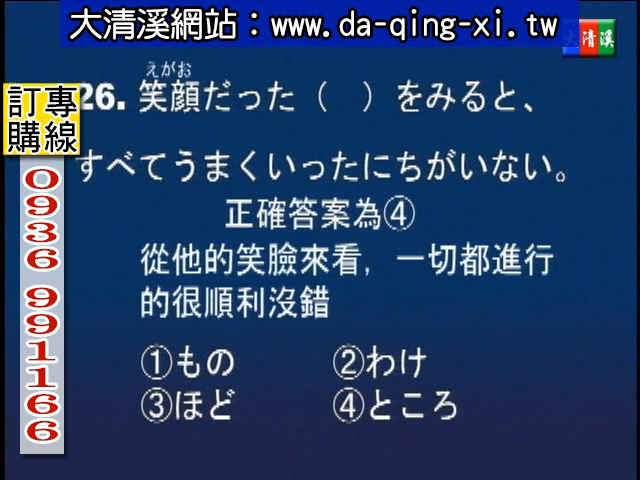 大清溪網站：www.da-qing-xi.tw
大清溪
訂購專線
0936 991166
えがお
26. 笑顔だった（　）をみると、
すべてうまくいったにちがいない。
正確答案為④
從他的笑臉來看，一切都進行
的很順利沒錯
①もの　②わけ
③ほど　④ところ